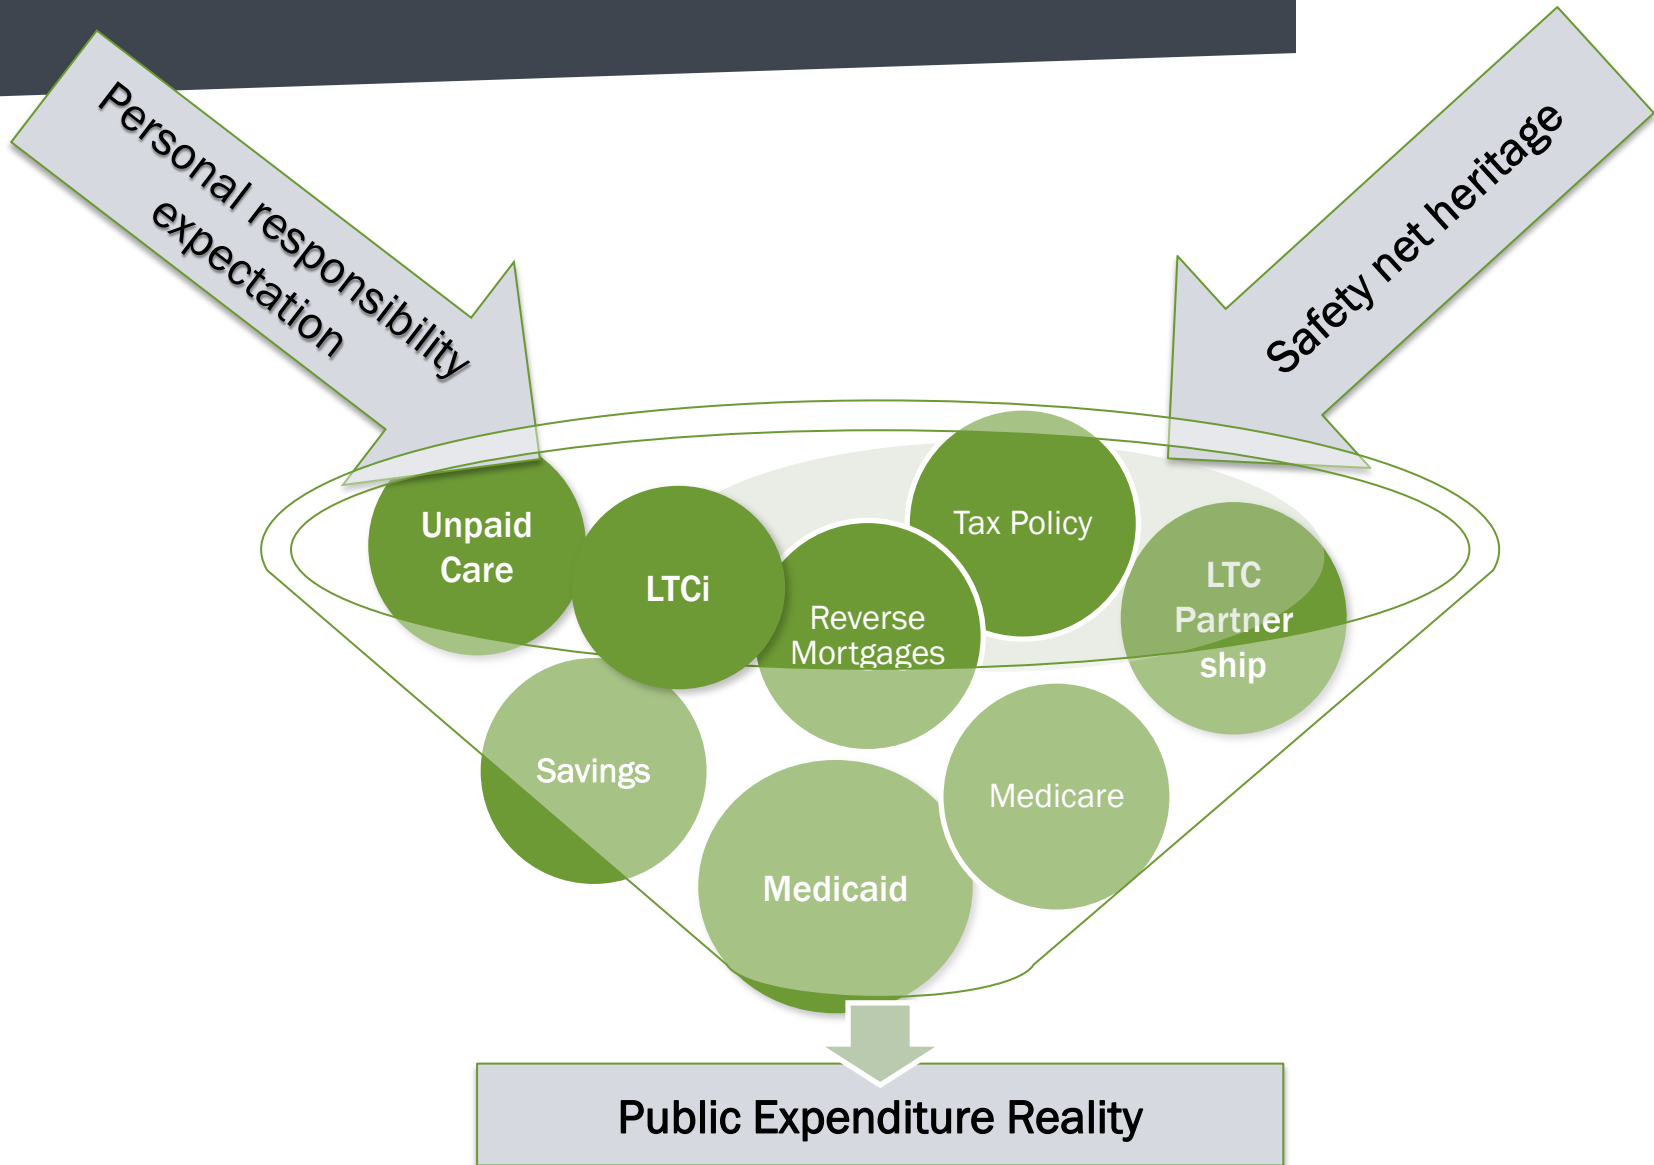 Personal responsibility
expectation
Safety net heritage
Unpaid
Care
LTCi
Reverse
Mortgages
Tax Policy
LTC
Partner
ship
Savings
Medicare
Medicaid
Public Expenditure Reality